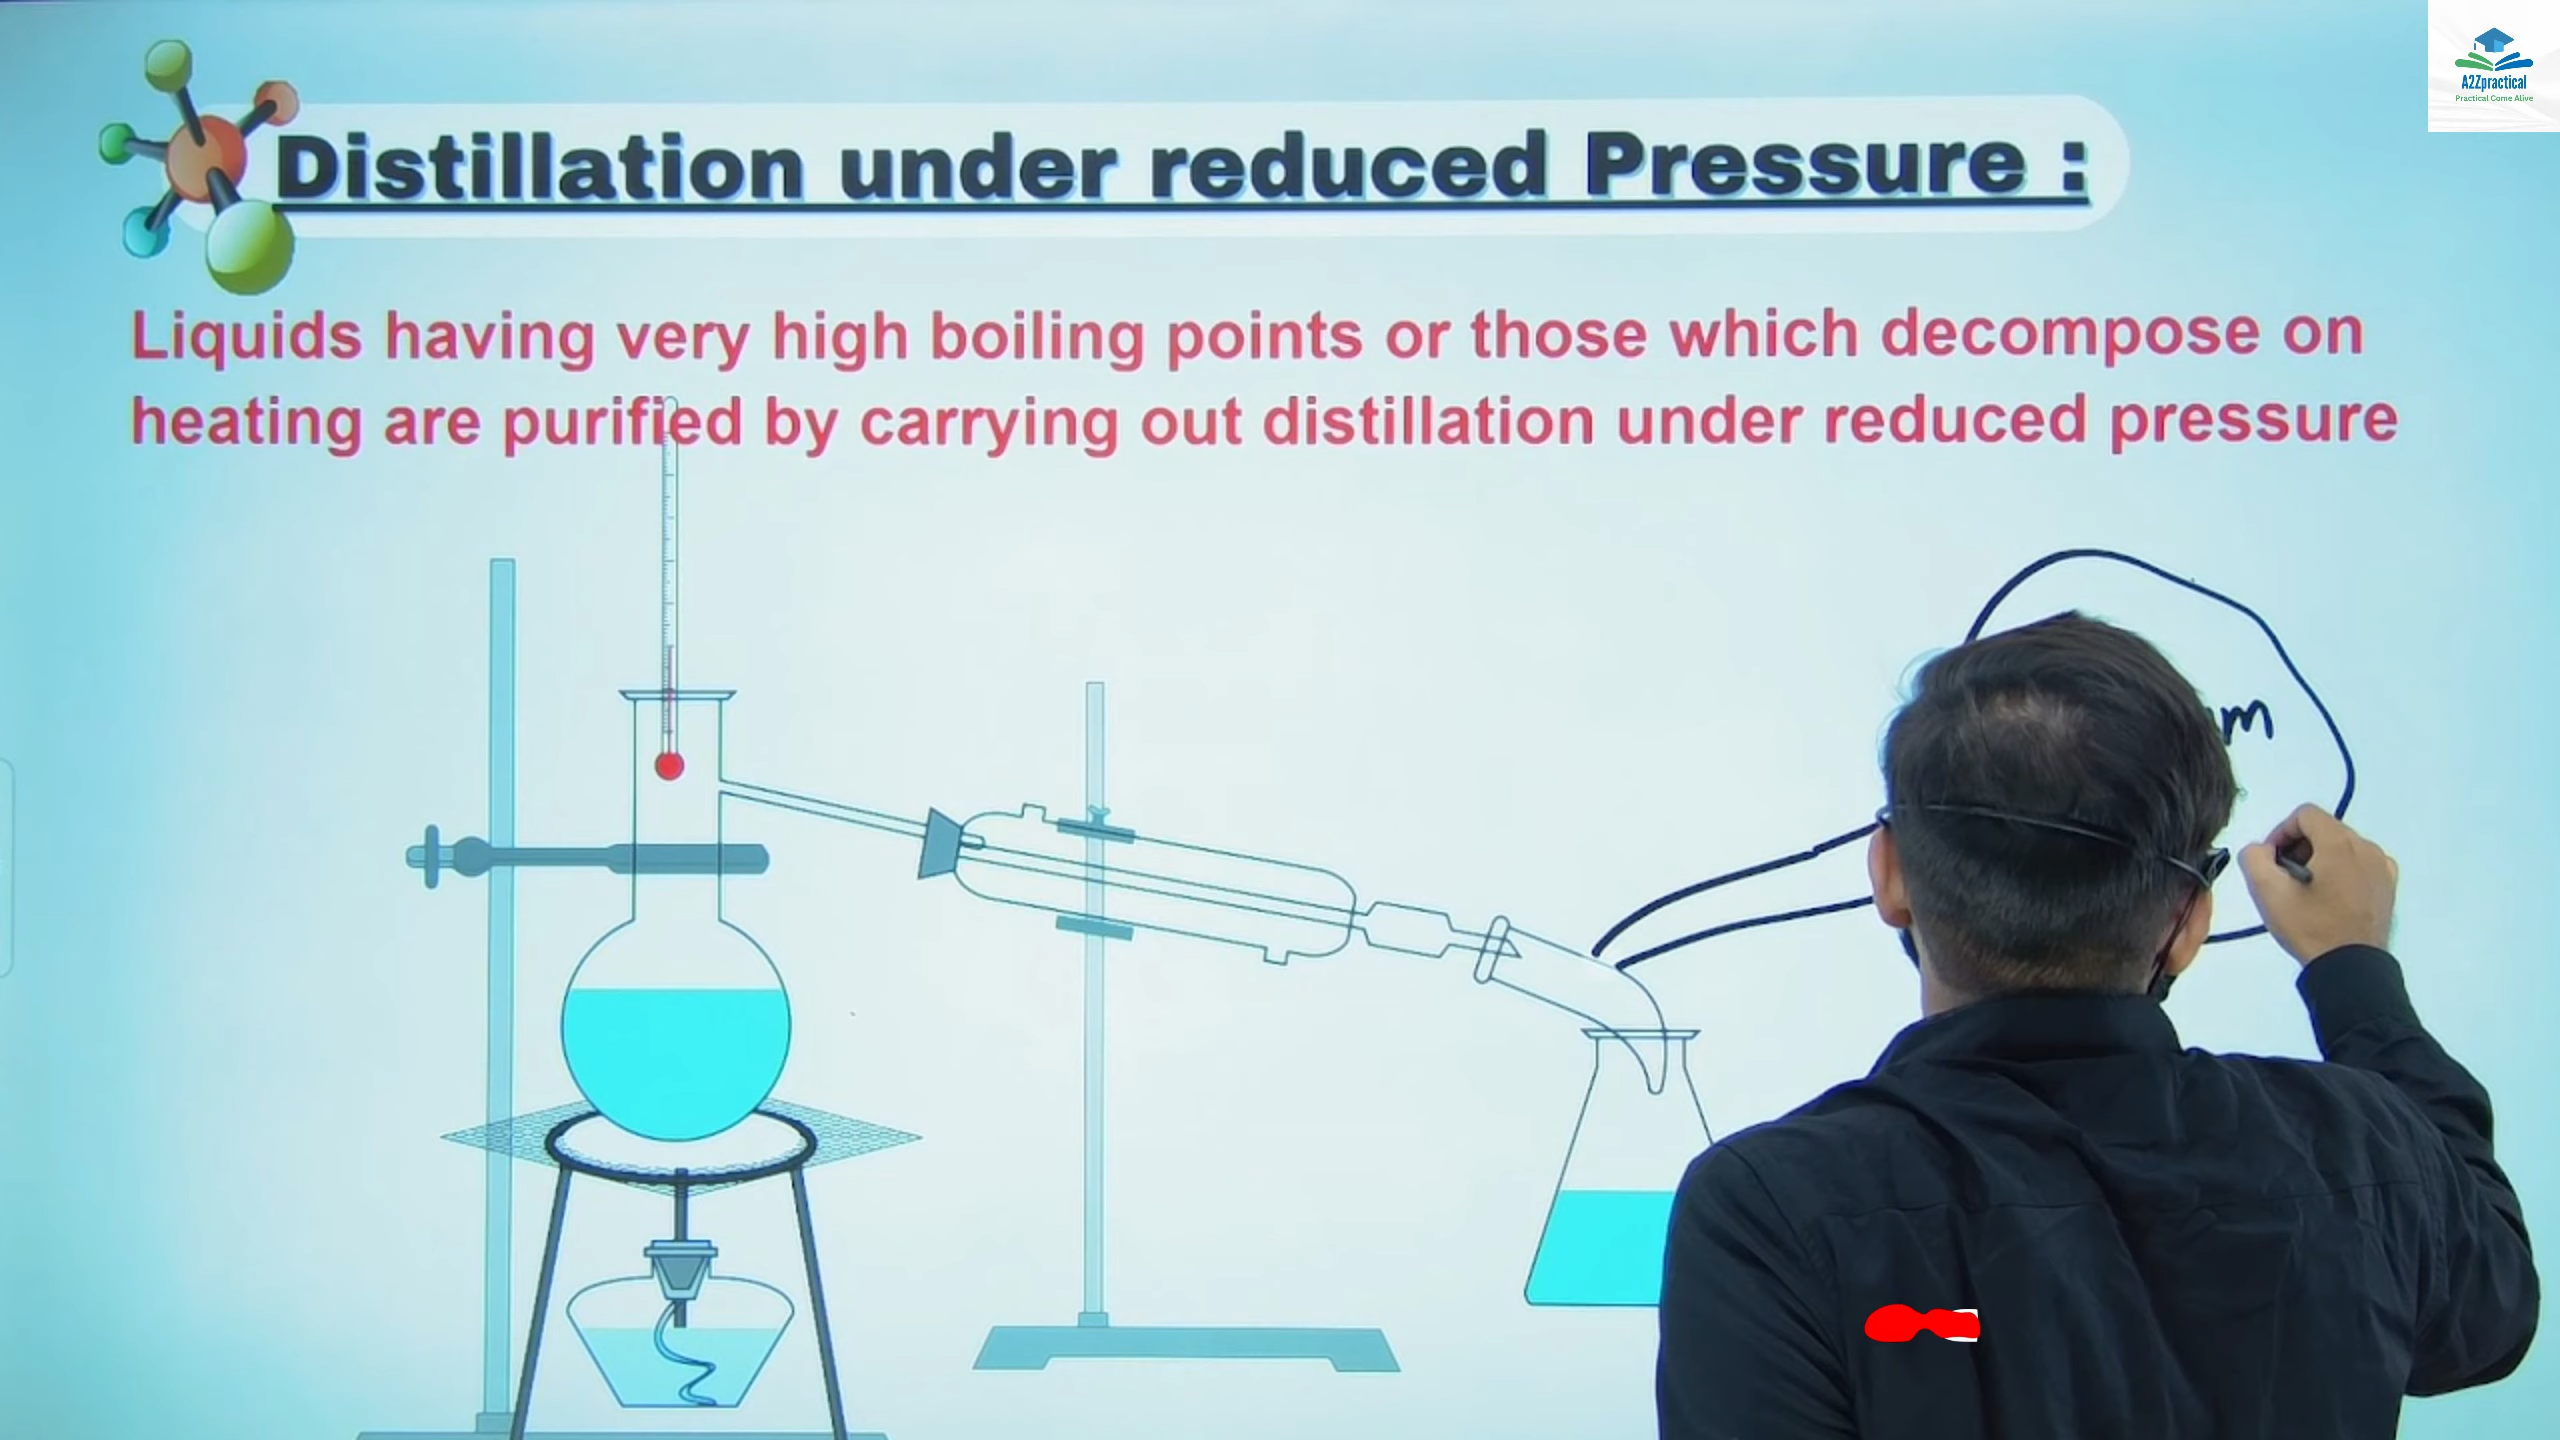 A2Zpractical
Practical Come Alive
Distillation under reduced Pressure :
Liquids having very high boiling points or those which decompose on
heating are purified by carrying out distillation under reduced pressure